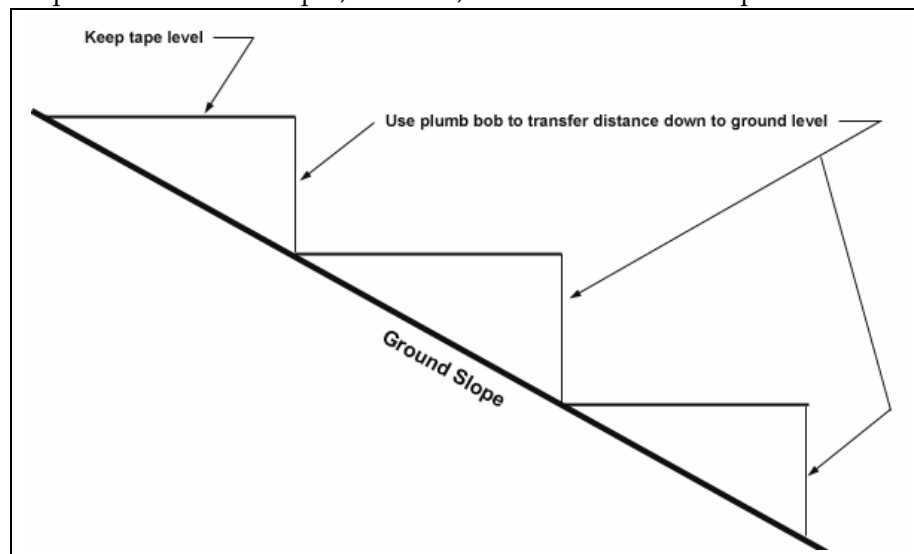 Keep tape level
Use plumb bob to transfer distance down to ground level
Ground Slope